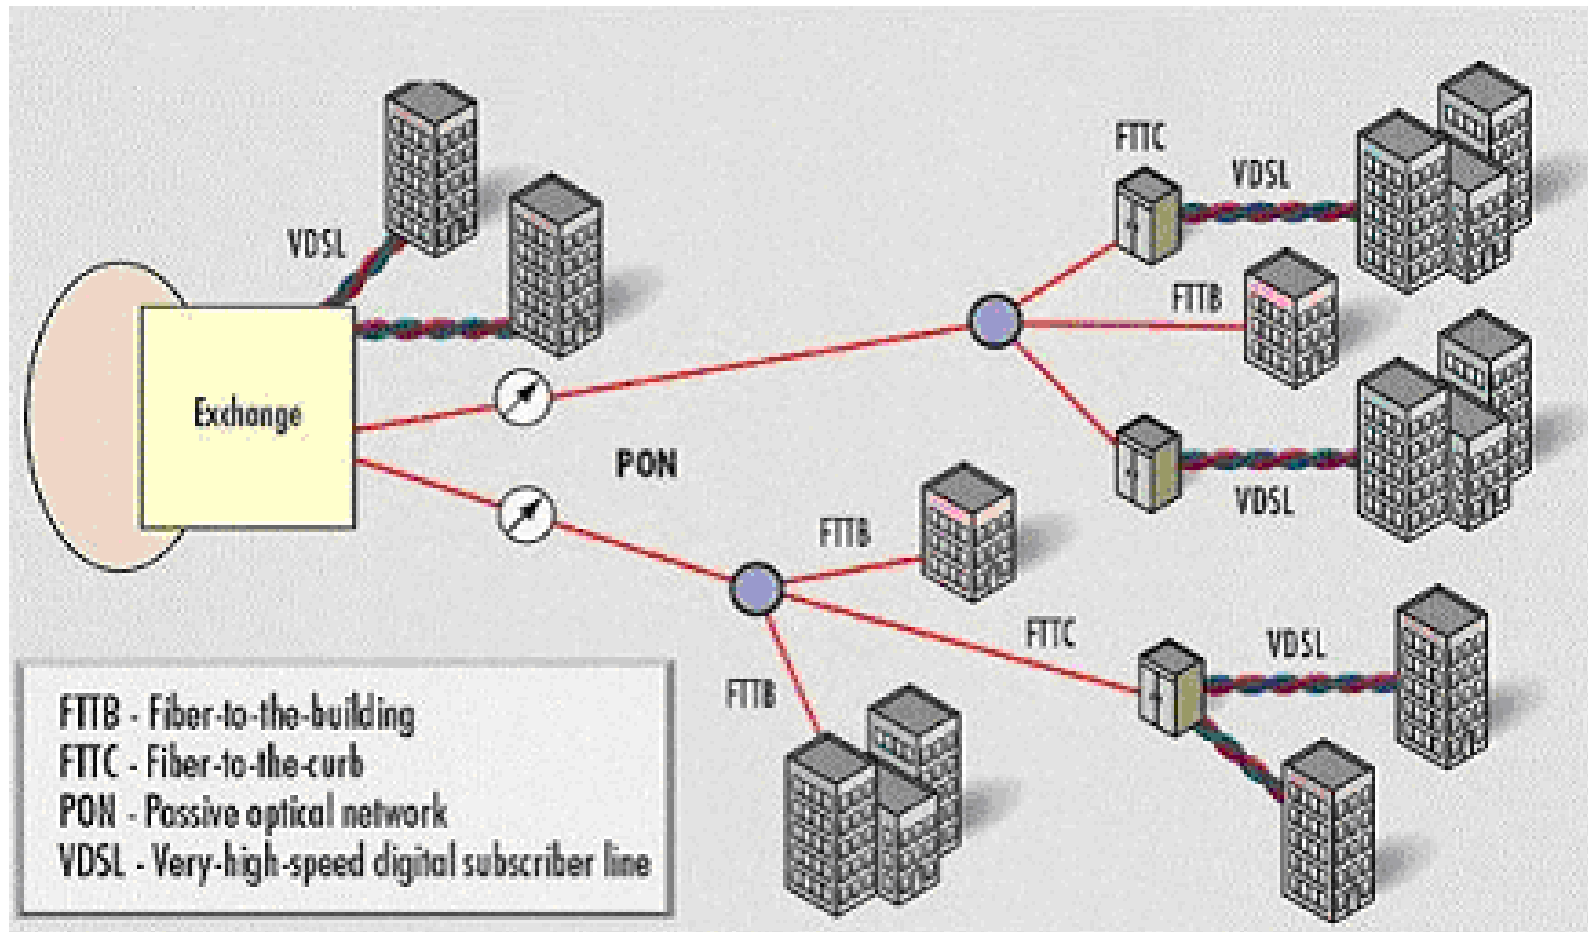 FTTC
VDSL
VDSL
FTTB
Exchange
PON
VDSL
FTTB
FTTC
VDSL
FTTB
FTTB - Fiber-to-the-building
FTTC - Fiber-to-the-curb
PON - Passive optical network
VDSL - Very-high-speed digital subscriber line